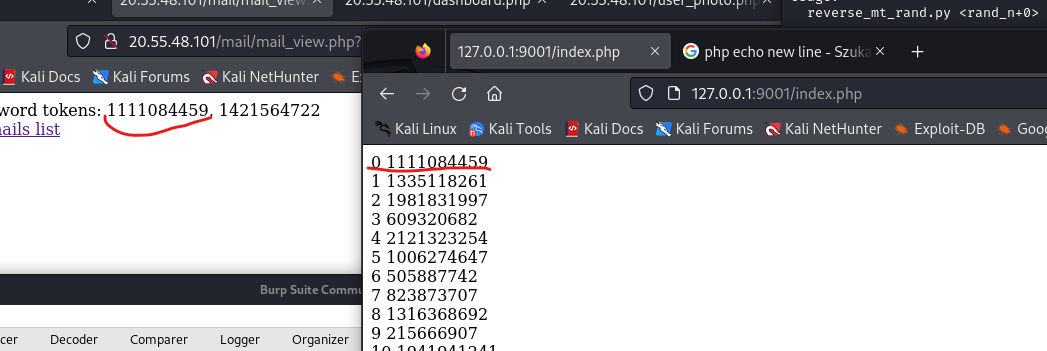 20.55.48.101/mail/mail_view.
20.55.48.101/dashboard.php
20.55.48.101/user_photo.php
reverse_mt_rand.py <rand_n+0>
20.55.48.101/mail/mail_view.php?
Kali Docs Kali Forums Kali NetHunter Ex
word tokens: 1111084459, 1421564722
mails list
Burp Suite Commu
cer Decoder Comparer Logger Organizer
127.0.0.1:9001/index.php
php echo new line - Szuka
127.0.0.1:9001/index.php
Kali Linux Kali Tools Kali Docs Kali Forums Kali NetHunter Exploit-DB Goog
0 1111084459
1 1335118261
2 1981831997
3 609320682
4 2121323254
5 1006274647
6 505887742
7 823873707
8 1316368692
9 215666907
10 1941941241